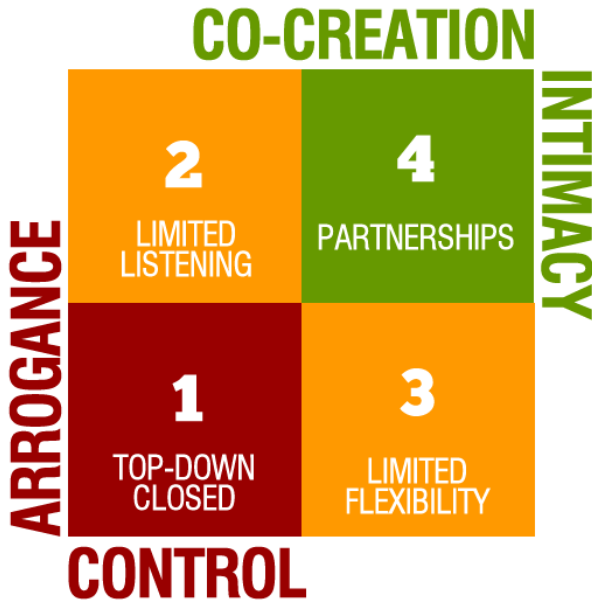 CO-CREATION
INTIMACY
2
LIMITED
LISTENING
4
PARTNERSHIPS
ARROGANCE
1
TOP-DOWN
CLOSED
3
LIMITED
FLEXIBILITY
CONTROL